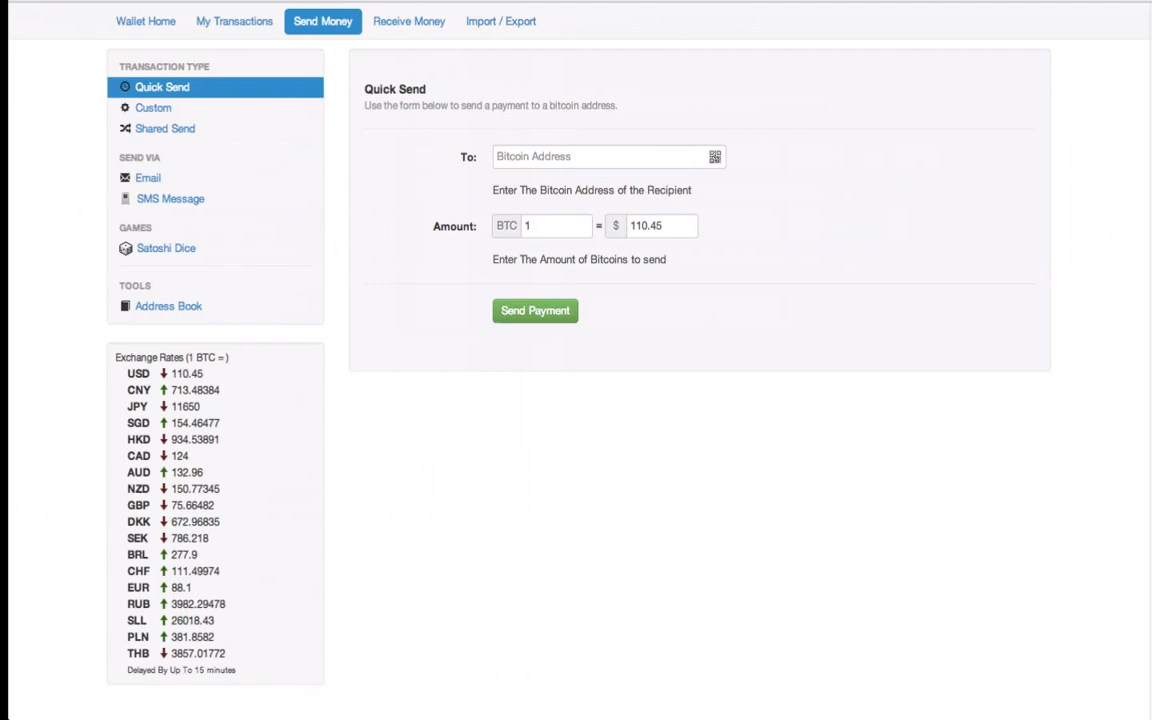 Wallet Home My Transactions Send Money Receive Money Import / Export
TRANSACTION TYPE
Quick Send
Custom
Shared Send
SEND VIA
Email
SMS Message
GAMES
Satoshi Dice
TOOLS
Address Book
Exchange Rates (1 BTC = )
USD 110.45
CNY 713.48384
JPY 11650
SGD 154.46477
HKD 934.53891
CAD 124
AUD 132.96
NZD 150.77345
GBP 75.66482
DKK 672.96835
SEK 786.218
BRL 277.9
CHF 111.49974
EUR 88.1
RUB 3982.29478
SLL 26018.43
PLN 381.8582
THB 3857.01772
Delayed By Up To 15 minutes
Quick Send
Use the form below to send a payment to a bitcoin address.
To: Bitcoin Address
Enter The Bitcoin Address of the Recipient
Amount: BTC 1 = $ 110.45
Enter The Amount of Bitcoins to send
Send Payment